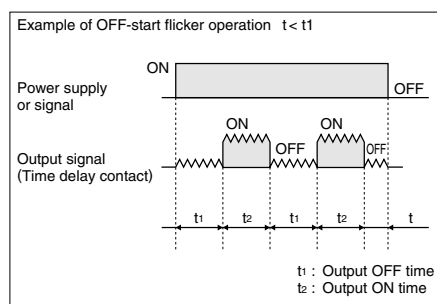 Example of OFF-start flicker operation t < t1
ON
Power supply
or signal
OFF
ON
ON
OFF
OFF
Output signal
(Time delay contact)
t1 t2 t1 t2 t
t1 : Output OFF time
t2 : Output ON time